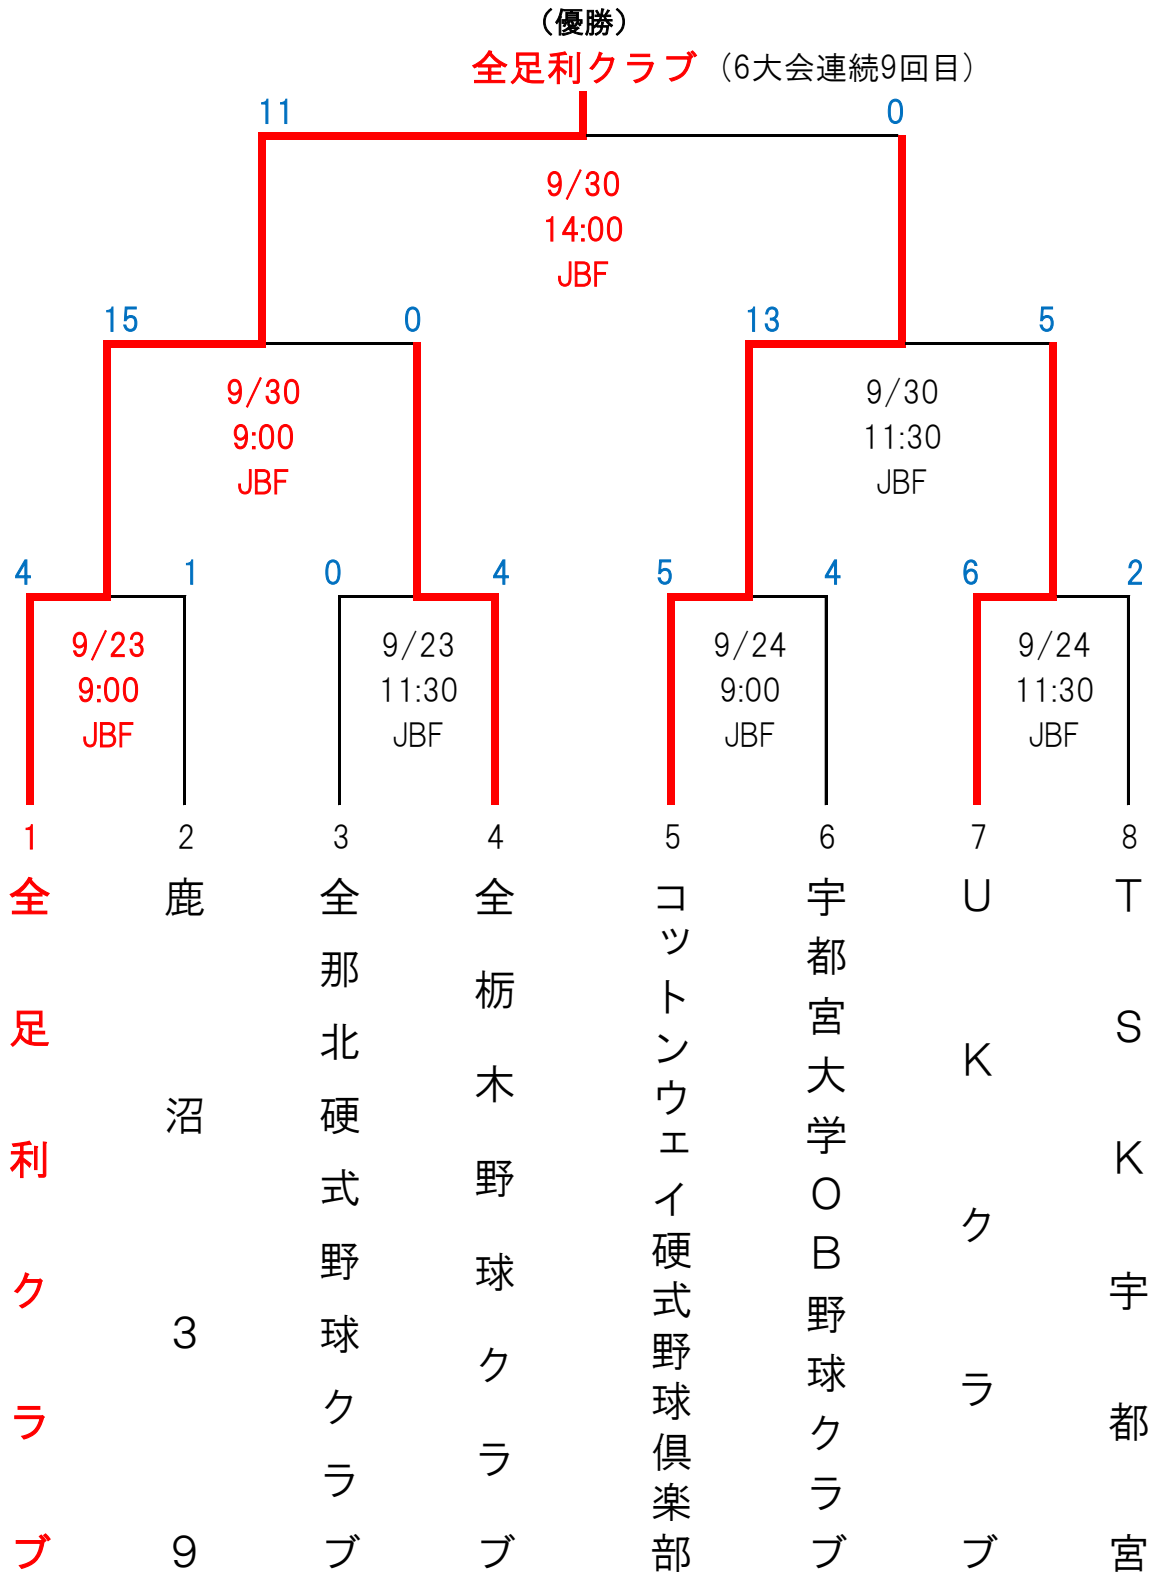 (優勝)
全足利クラブ (6大会連続9回目)
11
0
9/30
14:00
JBF
15
0
13
5
9/30
9:00
JBF
9/30
11:30
JBF
4
1
0
4
5
4
6
2
9/23
9:00
JBF
9/23
11:30
JBF
9/24
9:00
JBF
9/24
11:30
JBF
1
2
3
4
5
6
7
8
全足利クラブ
鹿沼39
全那北硬式野球クラブ
全栃木野球クラブ
コットンウェイ硬式野球倶楽部
宇都宮大学OB野球クラブ
UKクラブ
TSK宇都宮